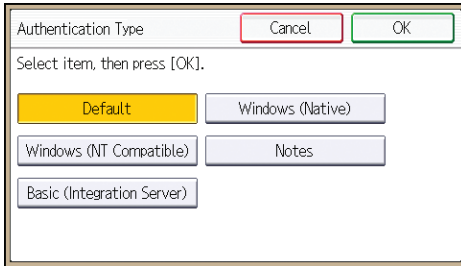 Authentication Type Cancel OK
Select item, then press [OK].
Default Windows (Native)
Windows (NT Compatible) Notes
Basic (Integration Server)